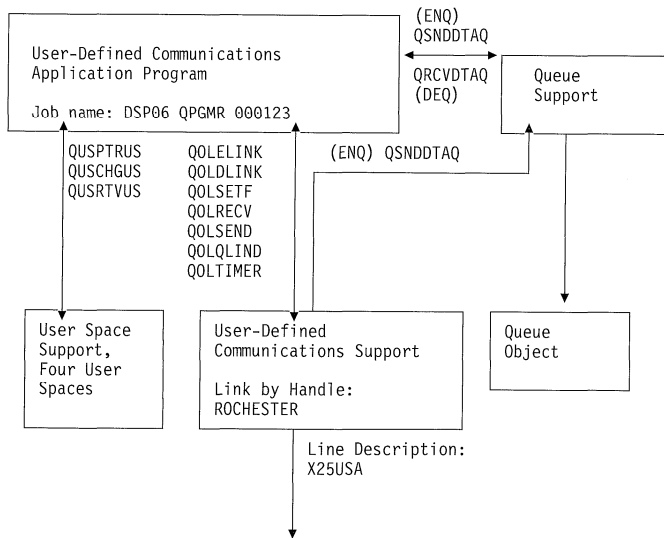 (ENQ)
QSNDDTAQ
User-Defined Communications
Application Program
Job name: DSP06 QPGMR 000123
QRCVDTAQ
(DEQ)
Queue
Support
QUSPTRUS
QUSCHGUS
QUSRTVUS
QOLELINK
QOLDLINK
QOLSETF
QOLRECV
QOLSEND
QOLQLIND
QOLTIMER
(ENQ) QSNDDTAQ
User Space
Support,
Four User
Spaces
User-Defined
Communications Support
Link by Handle:
ROCHESTER
Queue
Object
Line Description:
X25USA